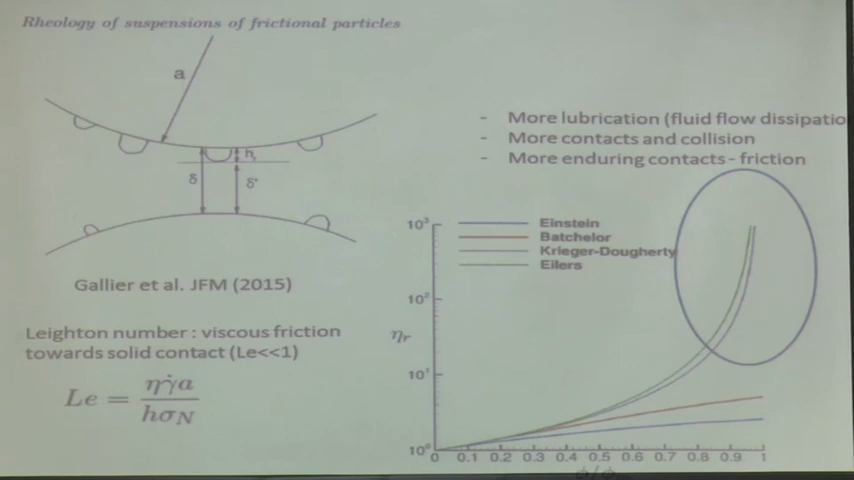 Rheology of suspensions of frictional particles
a
h
δ
δ*
Gallier et al. JFM (2015)
Leighton number : viscous friction
towards solid contact (Le<<1)
Le = ηγ̇a / hσN
- More lubrication (fluid flow dissipatio
- More contacts and collision
- More enduring contacts - friction
Einstein
Batchelor
Krieger-Dougherty
Eilers
10³
10²
ηr
10¹
10⁰
0 0.1 0.2 0.3 0.4 0.5 0.6 0.7 0.8 0.9 1